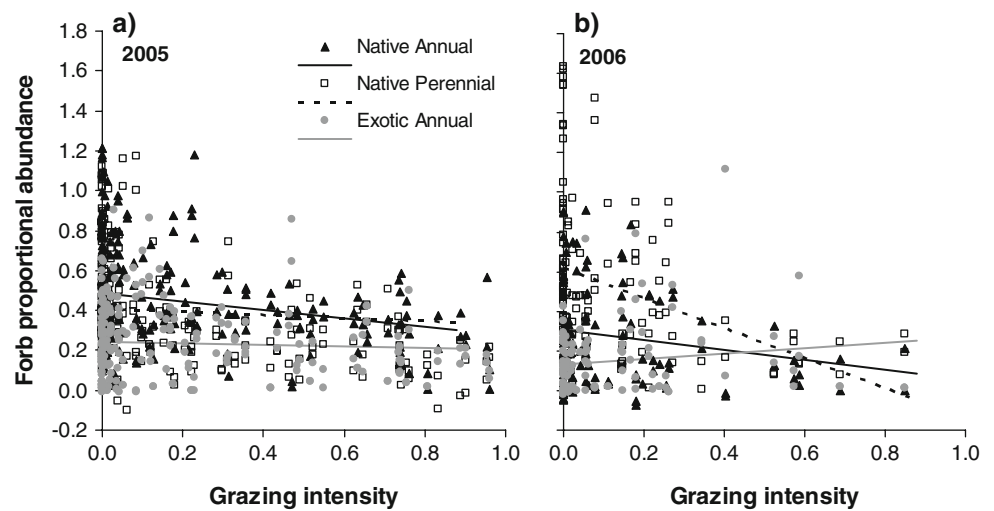 a)
b)
2005
2006
Native Annual
Native Perennial
Exotic Annual
Forb proportional abundance
1.8
1.6
1.4
1.2
1.0
0.8
0.6
0.4
0.2
0.0
-0.2
0.0 0.2 0.4 0.6 0.8 1.0
0.0 0.2 0.4 0.6 0.8 1.0
Grazing intensity
Grazing intensity